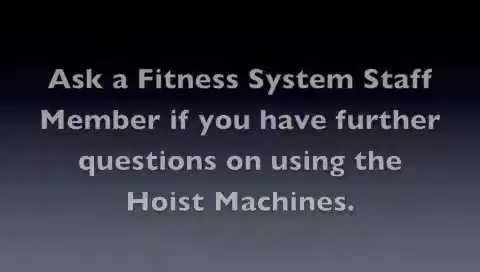 Ask a Fitness System Staff
Member if you have further
questions on using the
Hoist Machines.